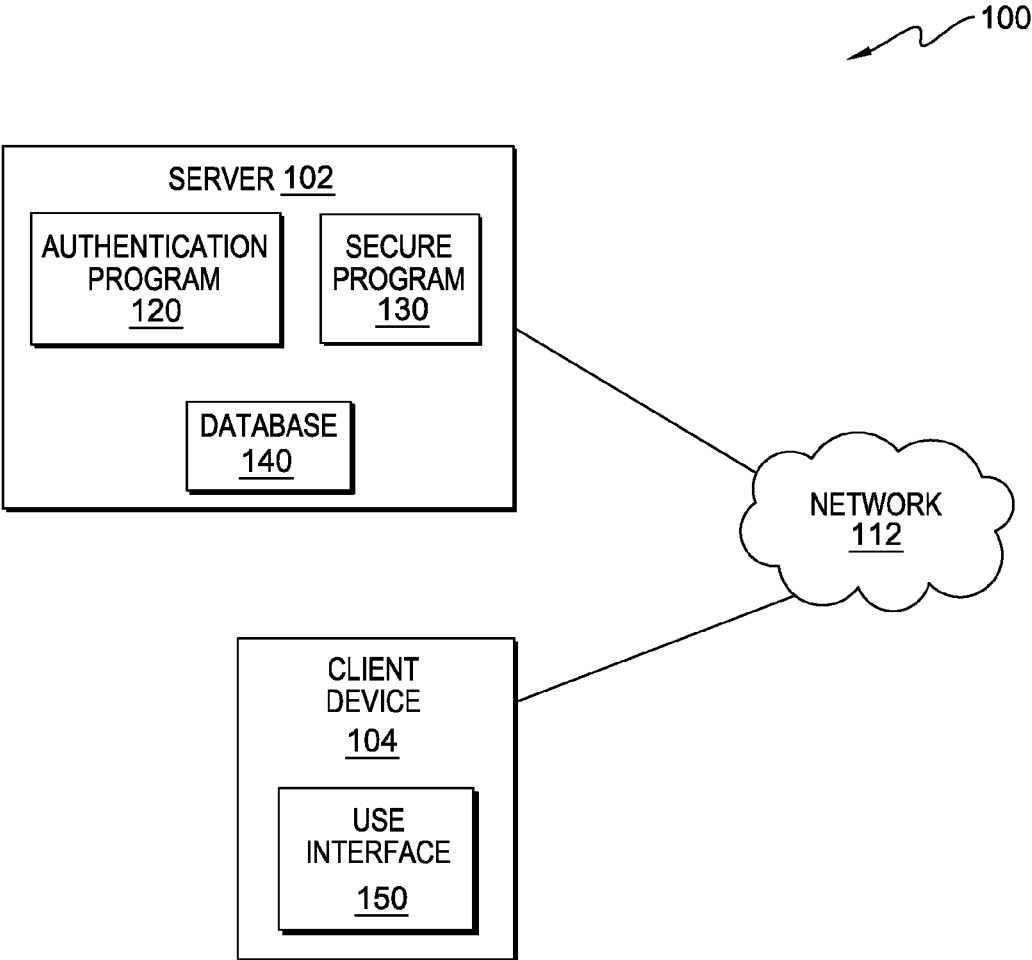 100
SERVER 102
AUTHENTICATION
PROGRAM
120
SECURE
PROGRAM
130
DATABASE
140
NETWORK
112
CLIENT
DEVICE
104
USE
INTERFACE
150